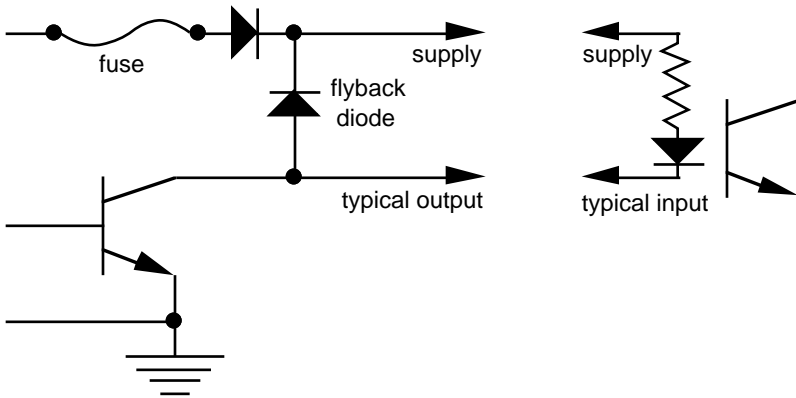 fuse
supply
flyback
diode
typical output
supply
typical input